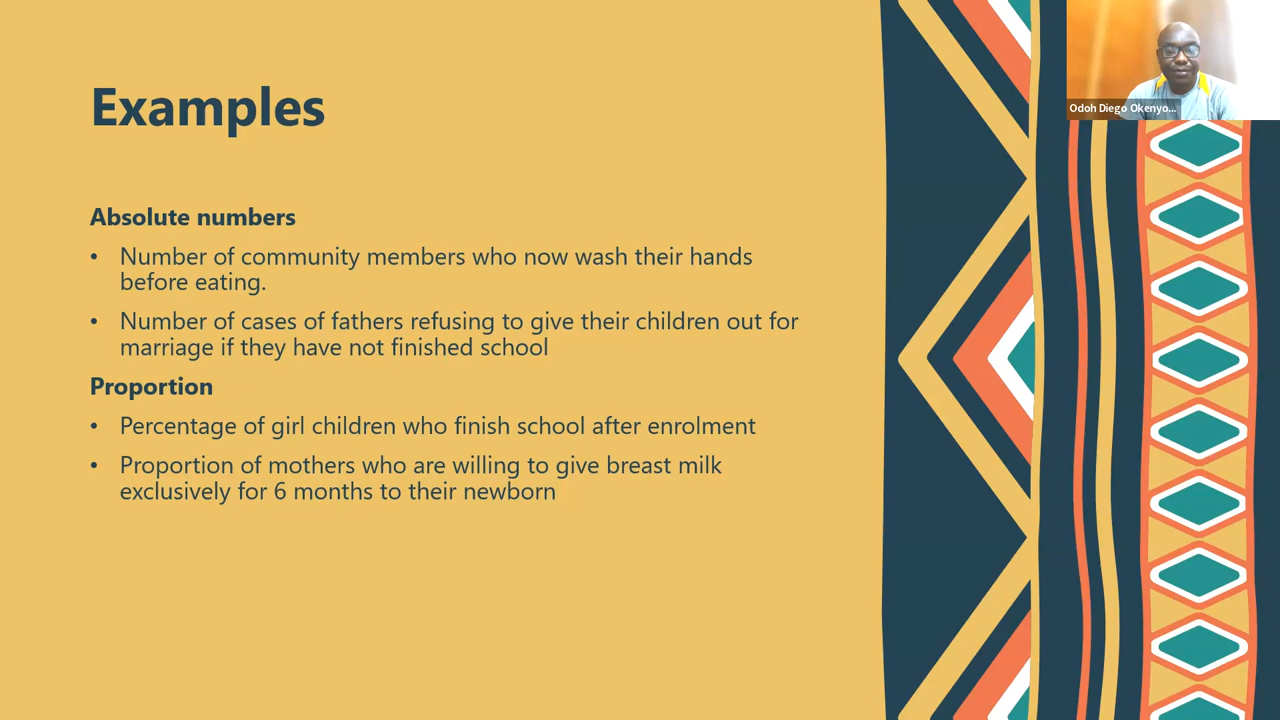 Examples
Absolute numbers
• Number of community members who now wash their hands
before eating.
• Number of cases of fathers refusing to give their children out for
marriage if they have not finished school
Proportion
• Percentage of girl children who finish school after enrolment
• Proportion of mothers who are willing to give breast milk
exclusively for 6 months to their newborn
Odoh Diego Okenyo...